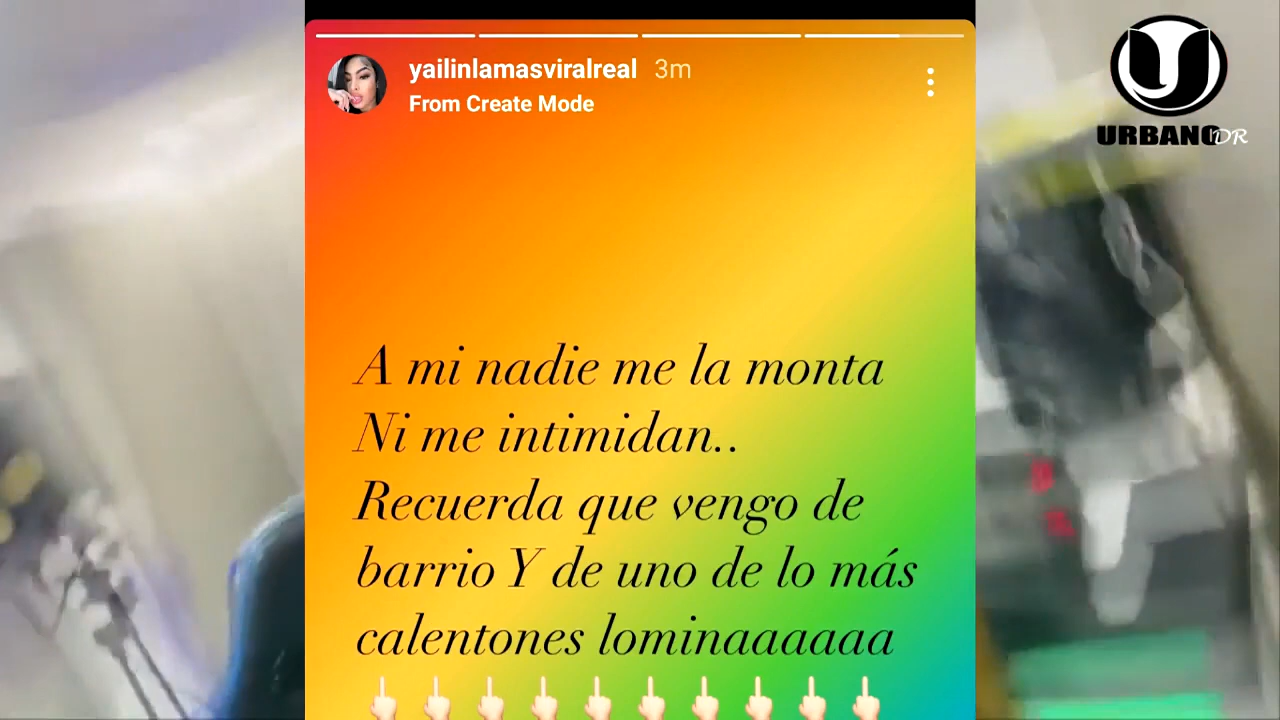 yailinlamasviralreal 3m
From Create Mode
URBANO DR
A mi nadie me la monta
Ni me intimidan..
Recuerda que vengo de
barrio Y de uno de lo más
calentones lominaaaaaa
🖕🏻🖕🏻🖕🏻🖕🏻🖕🏻🖕🏻🖕🏻🖕🏻🖕🏻🖕🏻